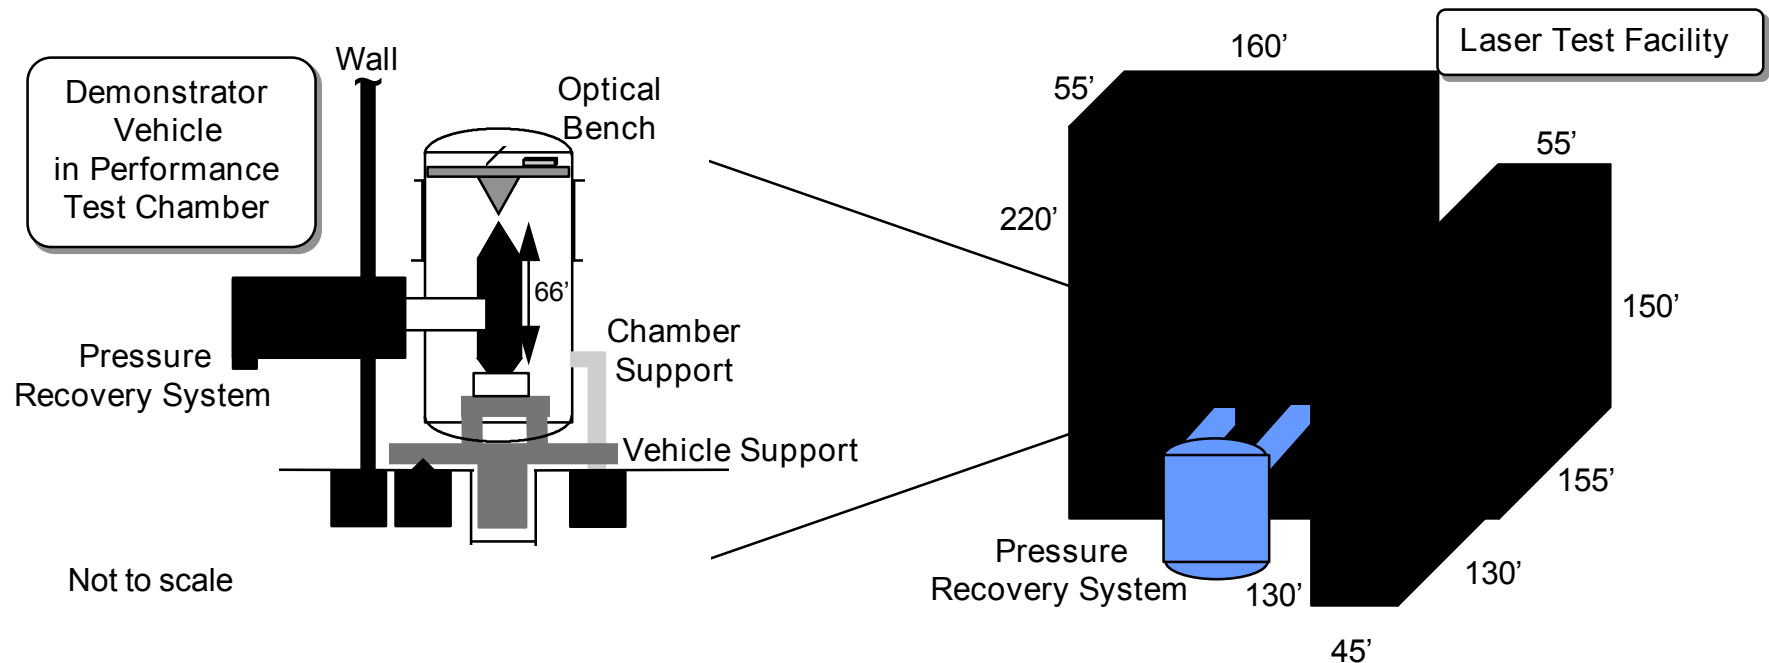 Demonstrator
Vehicle
in Performance
Test Chamber
Wall
Optical
Bench
66’
Chamber
Support
Pressure
Recovery System
Vehicle Support
Not to scale
Laser Test Facility
160’
55’
55’
220’
150’
155’
Pressure
Recovery System
130’
130’
45’